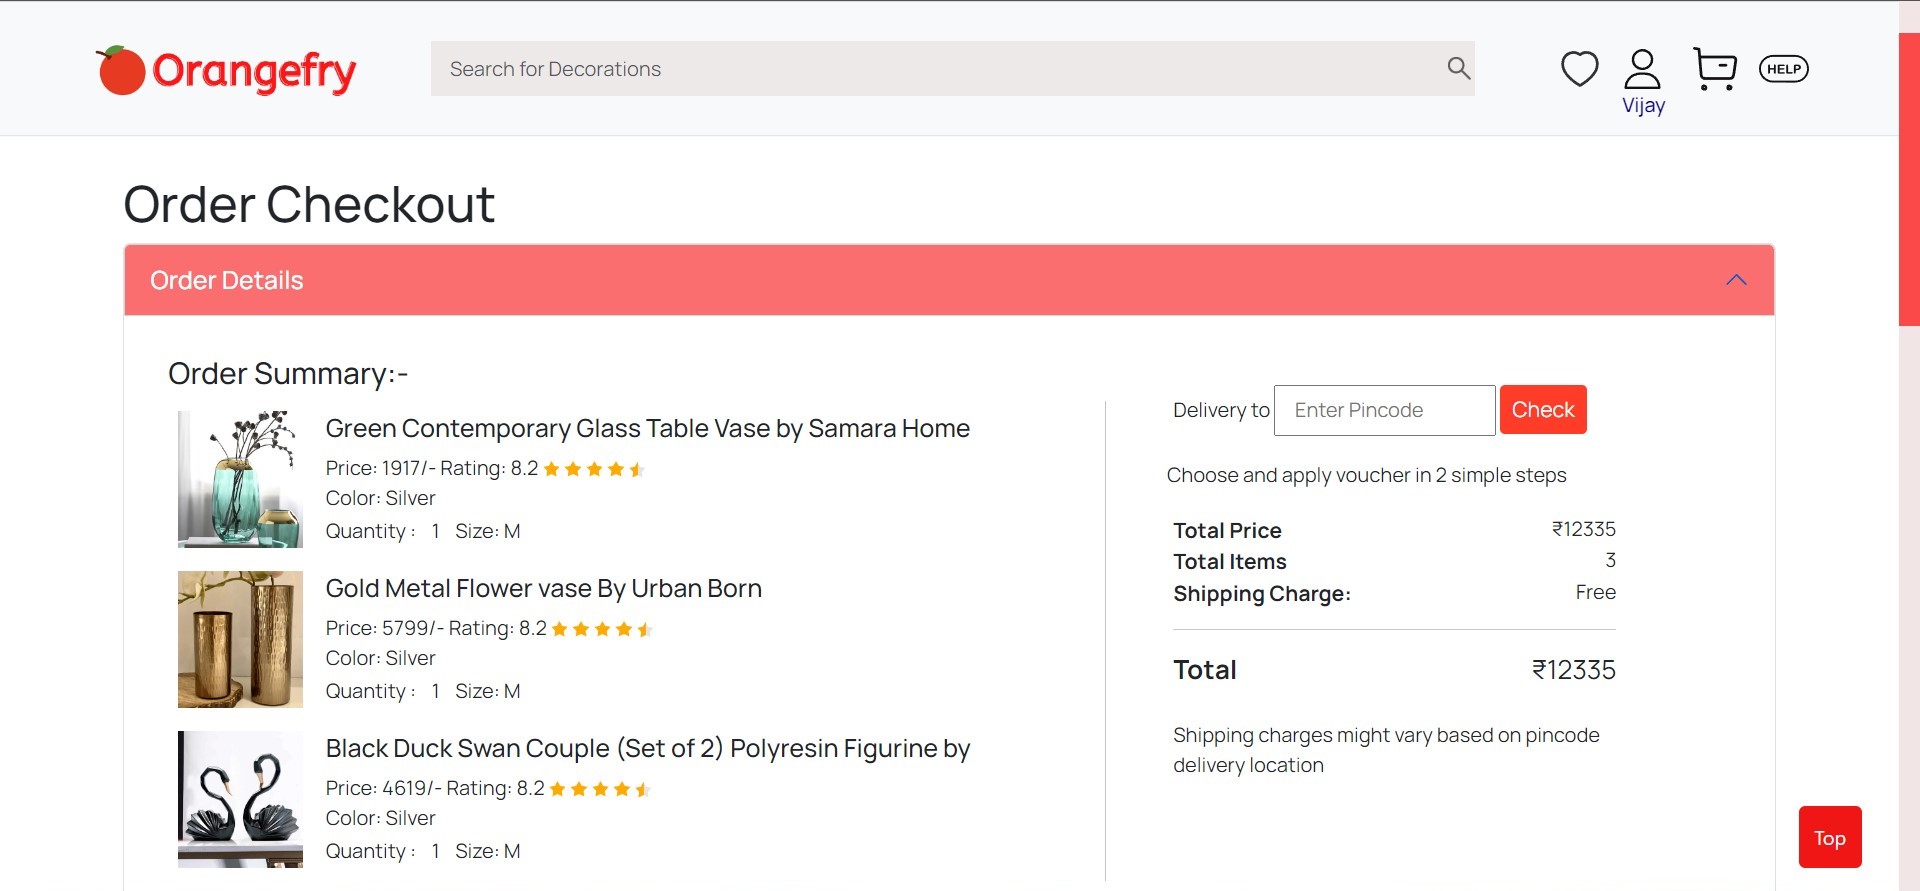 Orangefry
Search for Decorations
HELP
Vijay
Order Checkout
Order Details
Order Summary:-
Green Contemporary Glass Table Vase by Samara Home
Price: 1917/- Rating: 8.2
Color: Silver
Quantity : 1 Size: M
Gold Metal Flower vase By Urban Born
Price: 5799/- Rating: 8.2
Color: Silver
Quantity : 1 Size: M
Black Duck Swan Couple (Set of 2) Polyresin Figurine by
Price: 4619/- Rating: 8.2
Color: Silver
Quantity : 1 Size: M
Delivery to Enter Pincode Check
Choose and apply voucher in 2 simple steps
Total Price ₹12335
Total Items 3
Shipping Charge: Free
Total ₹12335
Shipping charges might vary based on pincode
delivery location
Top